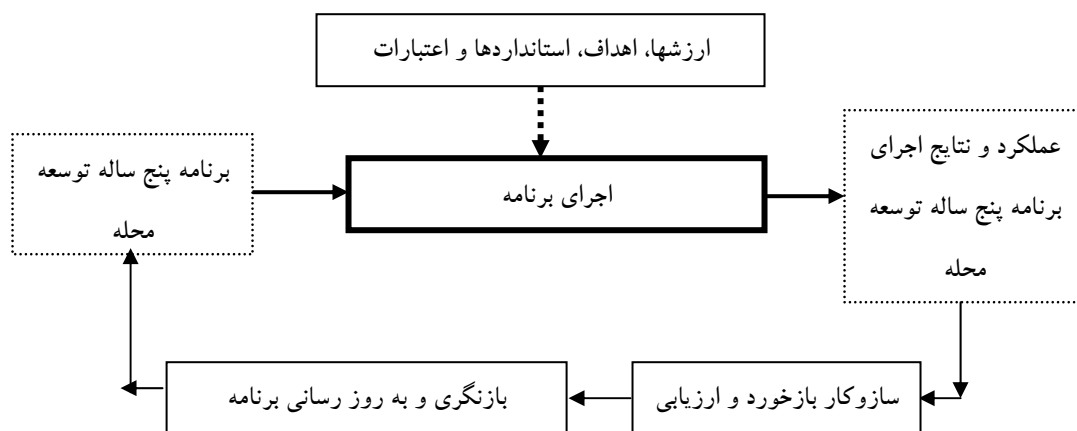 ارزشها، اهداف، استانداردها و اعتبارات
عملکرد و نتایج اجرای
برنامه پنج ساله توسعه
محله
اجرای برنامه
برنامه پنج ساله توسعه
محله
سازوکار بازخورد و ارزیابی
بازنگری و به روز رسانی برنامه